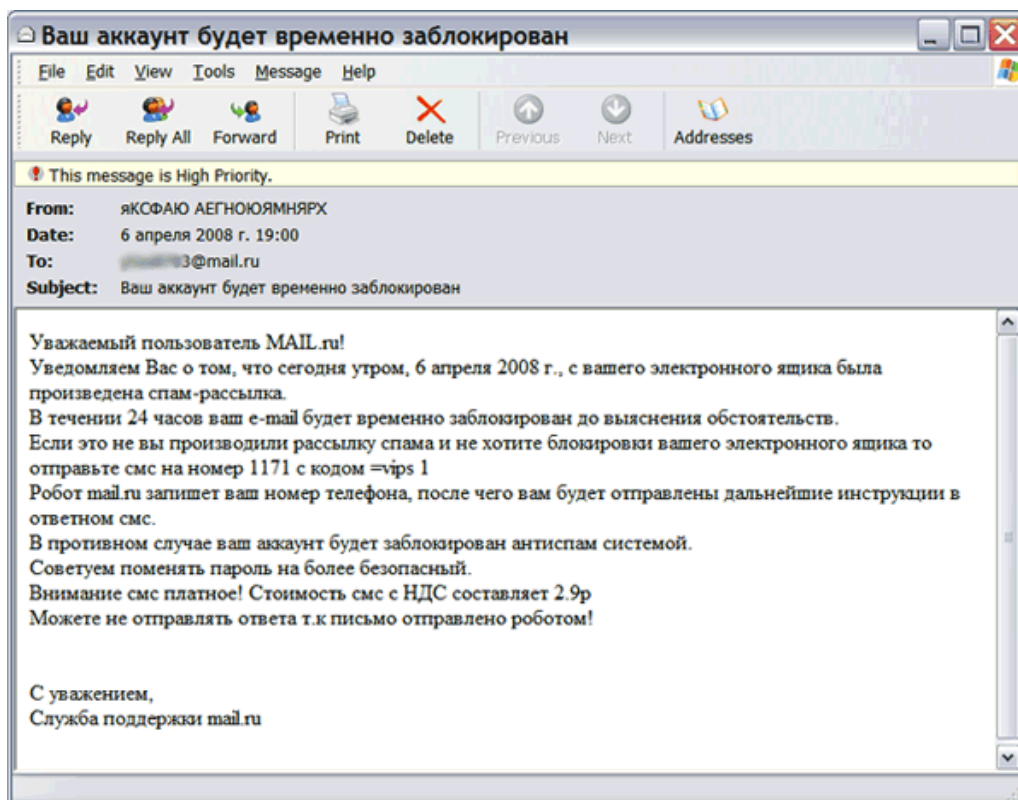 Ваш аккаунт будет временно заблокирован
File Edit View Tools Message Help
Reply Reply All Forward Print Delete Previous Next Addresses
This message is High Priority.
From: яКСФАЮ АЕГНОЮЯМНЯРХ
Date: 6 апреля 2008 г. 19:00
To: 3@mail.ru
Subject: Ваш аккаунт будет временно заблокирован
Уважаемый пользователь MAIL.ru!
Уведомляем Вас о том, что сегодня утром, 6 апреля 2008 г., с вашего электронного ящика была
произведена спам-рассылка.
В течении 24 часов ваш e-mail будет временно заблокирован до выяснения обстоятельств.
Если это не вы производили рассылку спама и не хотите блокировки вашего электронного ящика то
отправьте смс на номер 1171 с кодом =vips 1
Робот mail.ru запишет ваш номер телефона, после чего вам будет отправлены дальнейшие инструкции в
ответном смс.
В противном случае ваш аккаунт будет заблокирован антиспам системой.
Советуем поменять пароль на более безопасный.
Внимание смс платное! Стоимость смс с НДС составляет 2.9р
Можете не отправлять ответа т.к письмо отправлено роботом!
С уважением,
Служба поддержки mail.ru